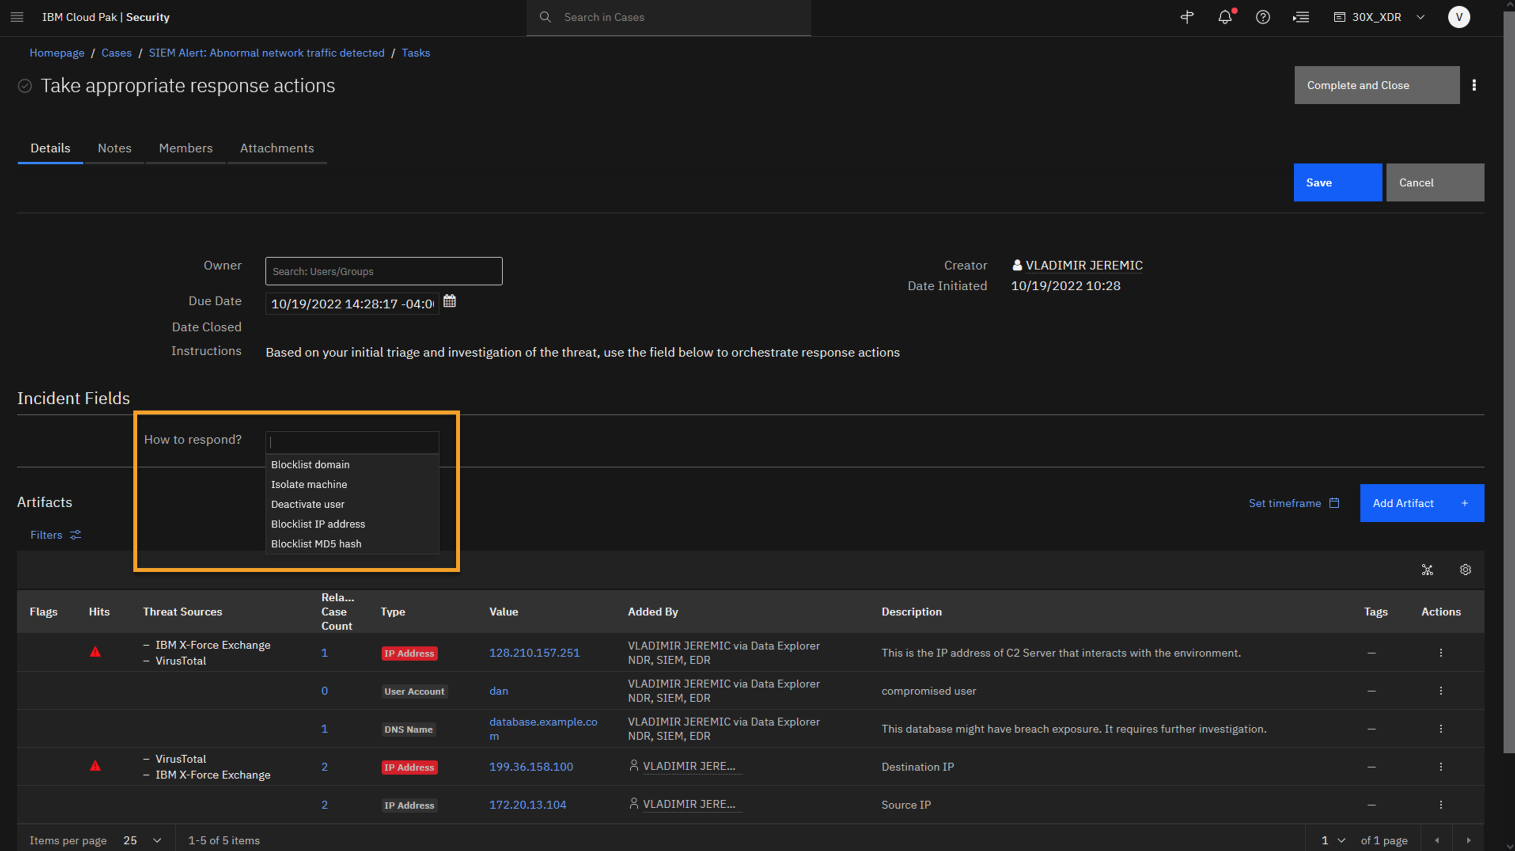 IBM Cloud Pak | Security
Search in Cases
30X_XDR
V
Homepage / Cases / SIEM Alert: Abnormal network traffic detected / Tasks
Take appropriate response actions
Complete and Close
Details Notes Members Attachments
Save Cancel
Owner Search: Users/Groups
Creator VLADIMIR JEREMIC
Due Date 10/19/2022 14:28:17 -04:0
Date Initiated 10/19/2022 10:28
Date Closed
Instructions Based on your initial triage and investigation of the threat, use the field below to orchestrate response actions
Incident Fields
How to respond?
Blocklist domain
Isolate machine
Deactivate user
Blocklist IP address
Blocklist MD5 hash
Artifacts
Set timeframe
Add Artifact +
Filters
Flags Hits Threat Sources Rela... Case Count Type Value Added By Description Tags Actions
– IBM X-Force Exchange
– VirusTotal
1 IP Address 128.210.157.251
VLADIMIR JEREMIC via Data Explorer
NDR, SIEM, EDR
This is the IP address of C2 Server that interacts with the environment. —
0 User Account dan
VLADIMIR JEREMIC via Data Explorer
NDR, SIEM, EDR
compromised user —
1 DNS Name
database.example.co
m
VLADIMIR JEREMIC via Data Explorer
NDR, SIEM, EDR
This database might have breach exposure. It requires further investigation. —
– VirusTotal
– IBM X-Force Exchange
2 IP Address 199.36.158.100 VLADIMIR JERE... Destination IP —
2 IP Address 172.20.13.104 VLADIMIR JERE... Source IP —
Items per page 25 1-5 of 5 items 1 of 1 page